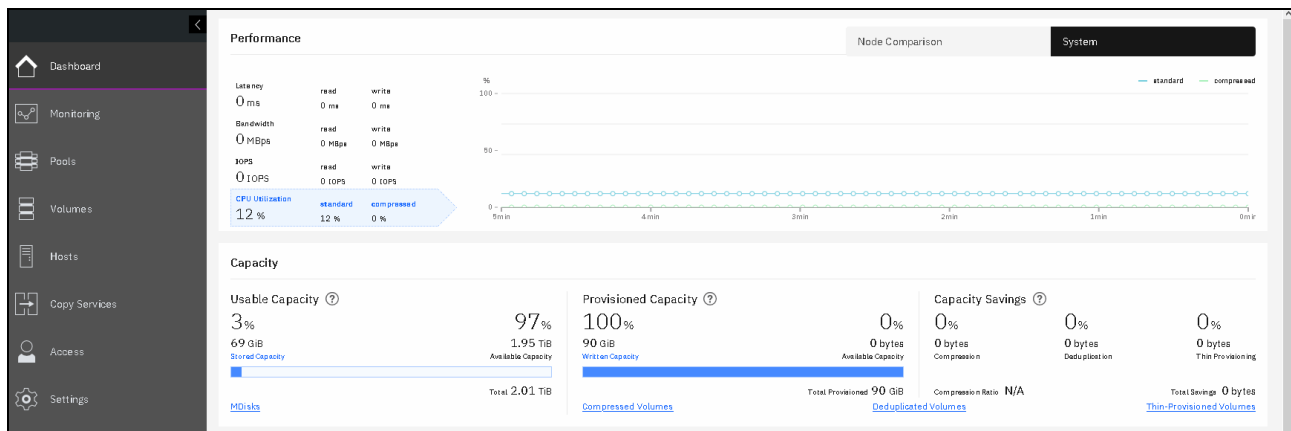 Performance
Node Comparison
System
Dashboard
Monitoring
Pools
Volumes
Hosts
Copy Services
Access
Settings
Latency
0 ms
read
0 ms
write
0 ms
Bandwidth
0 MBps
read
0 MBps
write
0 MBps
IOPS
0 IOPS
read
0 IOPS
write
0 IOPS
CPU Utilization
12 %
standard
12 %
compressed
0 %
%
standard
compressed
100
50
0
5min
4min
3min
2min
1min
0min
Capacity
Usable Capacity ?
3%
97%
69 GiB
1.95 TiB
Stored Capacity
Available Capacity
Total 2.01 TiB
MDisks
Provisioned Capacity ?
100%
0%
90 GiB
0 bytes
Written Capacity
Available Capacity
Total Provisioned 90 GiB
Compressed Volumes
Deduplicated Volumes
Capacity Savings ?
0%
0%
0%
0 bytes
0 bytes
0 bytes
Compression
Deduplication
Thin Provisioning
Compression Ratio N/A
Total Savings 0 bytes
Thin-Provisioned Volumes